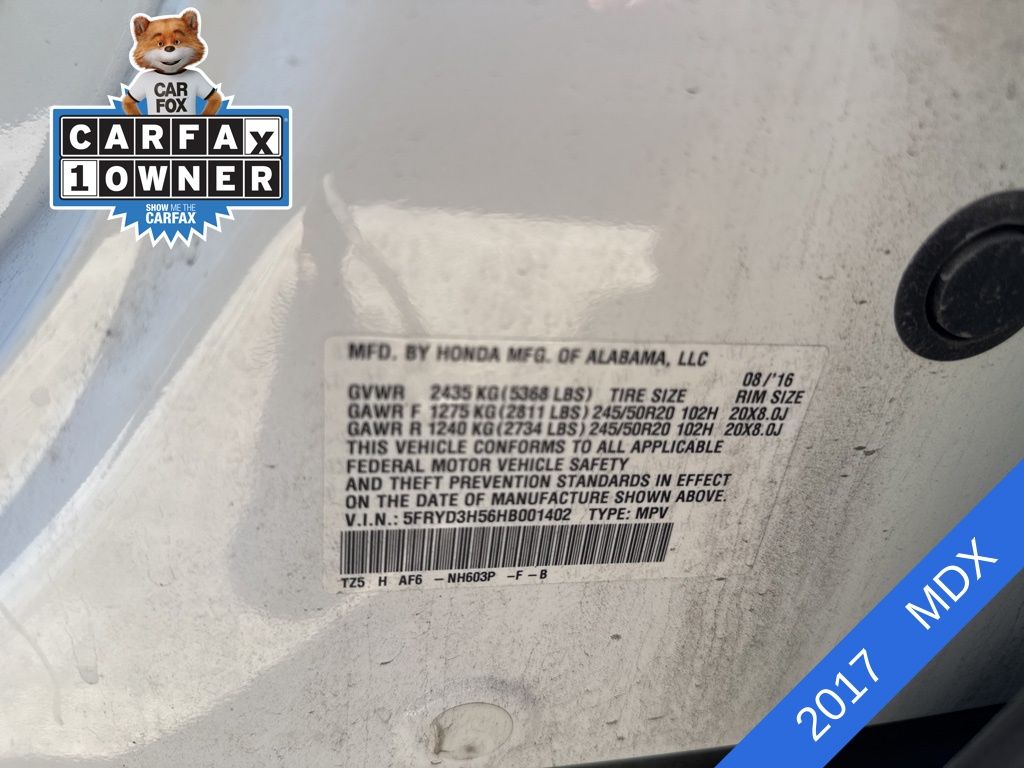 CAR
FOX
CARFAX
1 OWNER
SHOW ME THE
CARFAX
MFD. BY HONDA MFG. OF ALABAMA, LLC
08/'16
GVWR 2435 KG (5368 LBS) TIRE SIZE RIM SIZE
GAWR F 1275 KG (2811 LBS) 245/50R20 102H 20X8.0J
GAWR R 1240 KG (2734 LBS) 245/50R20 102H 20X8.0J
THIS VEHICLE CONFORMS TO ALL APPLICABLE
FEDERAL MOTOR VEHICLE SAFETY
AND THEFT PREVENTION STANDARDS IN EFFECT
ON THE DATE OF MANUFACTURE SHOWN ABOVE.
V.I.N.: 5FRYD3H56HB001402 TYPE: MPV
TZ5 H AF6 -NH603P -F -B
2017 MDX